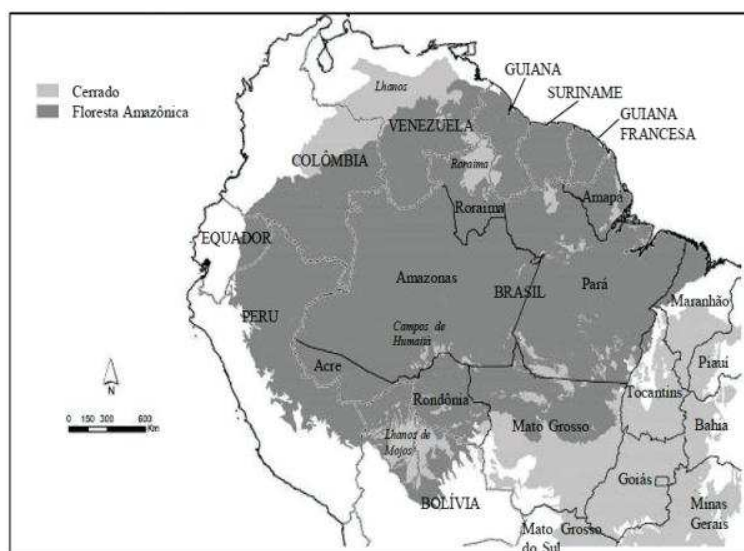 Cerrado
Floresta Amazônica
Lhanos
GUIANA
SURINAME
GUIANA
FRANCESA
VENEZUELA
COLÔMBIA
Roraima
Roraima
Amapá
EQUADOR
Amazonas
BRASIL
Pará
PERU
Campos de
Humaitá
Maranhão
Acre
Piauí
N
Rondônia
Tocantins
0 150 300 600
Km
Lhanos de
Mojos
Mato Grosso
Bahia
Goiás
BOLÍVIA
Minas
Gerais
Mato Grosso
do Sul